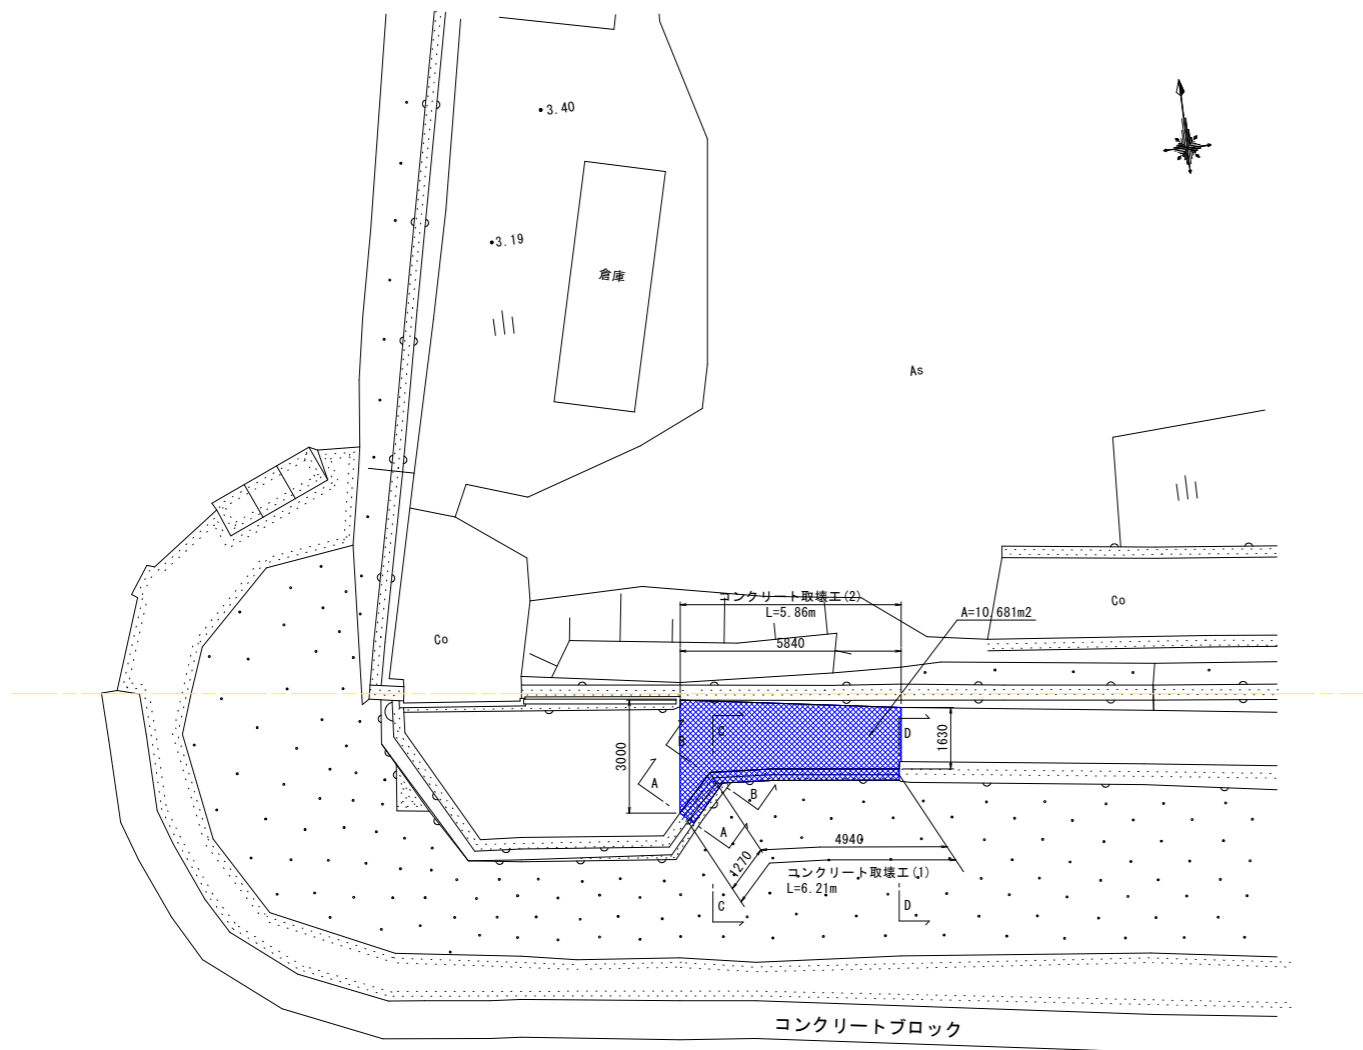 3.40
3.19
倉庫
As
コンクリート取壊工(2)
L=5.86m
A=10.681m2
Co
Co
5840
3000
B
C
D
1630
A
B
A
4940
1270
コンクリート取壊工(1)
L=6.21m
C
D
コンクリートブロック